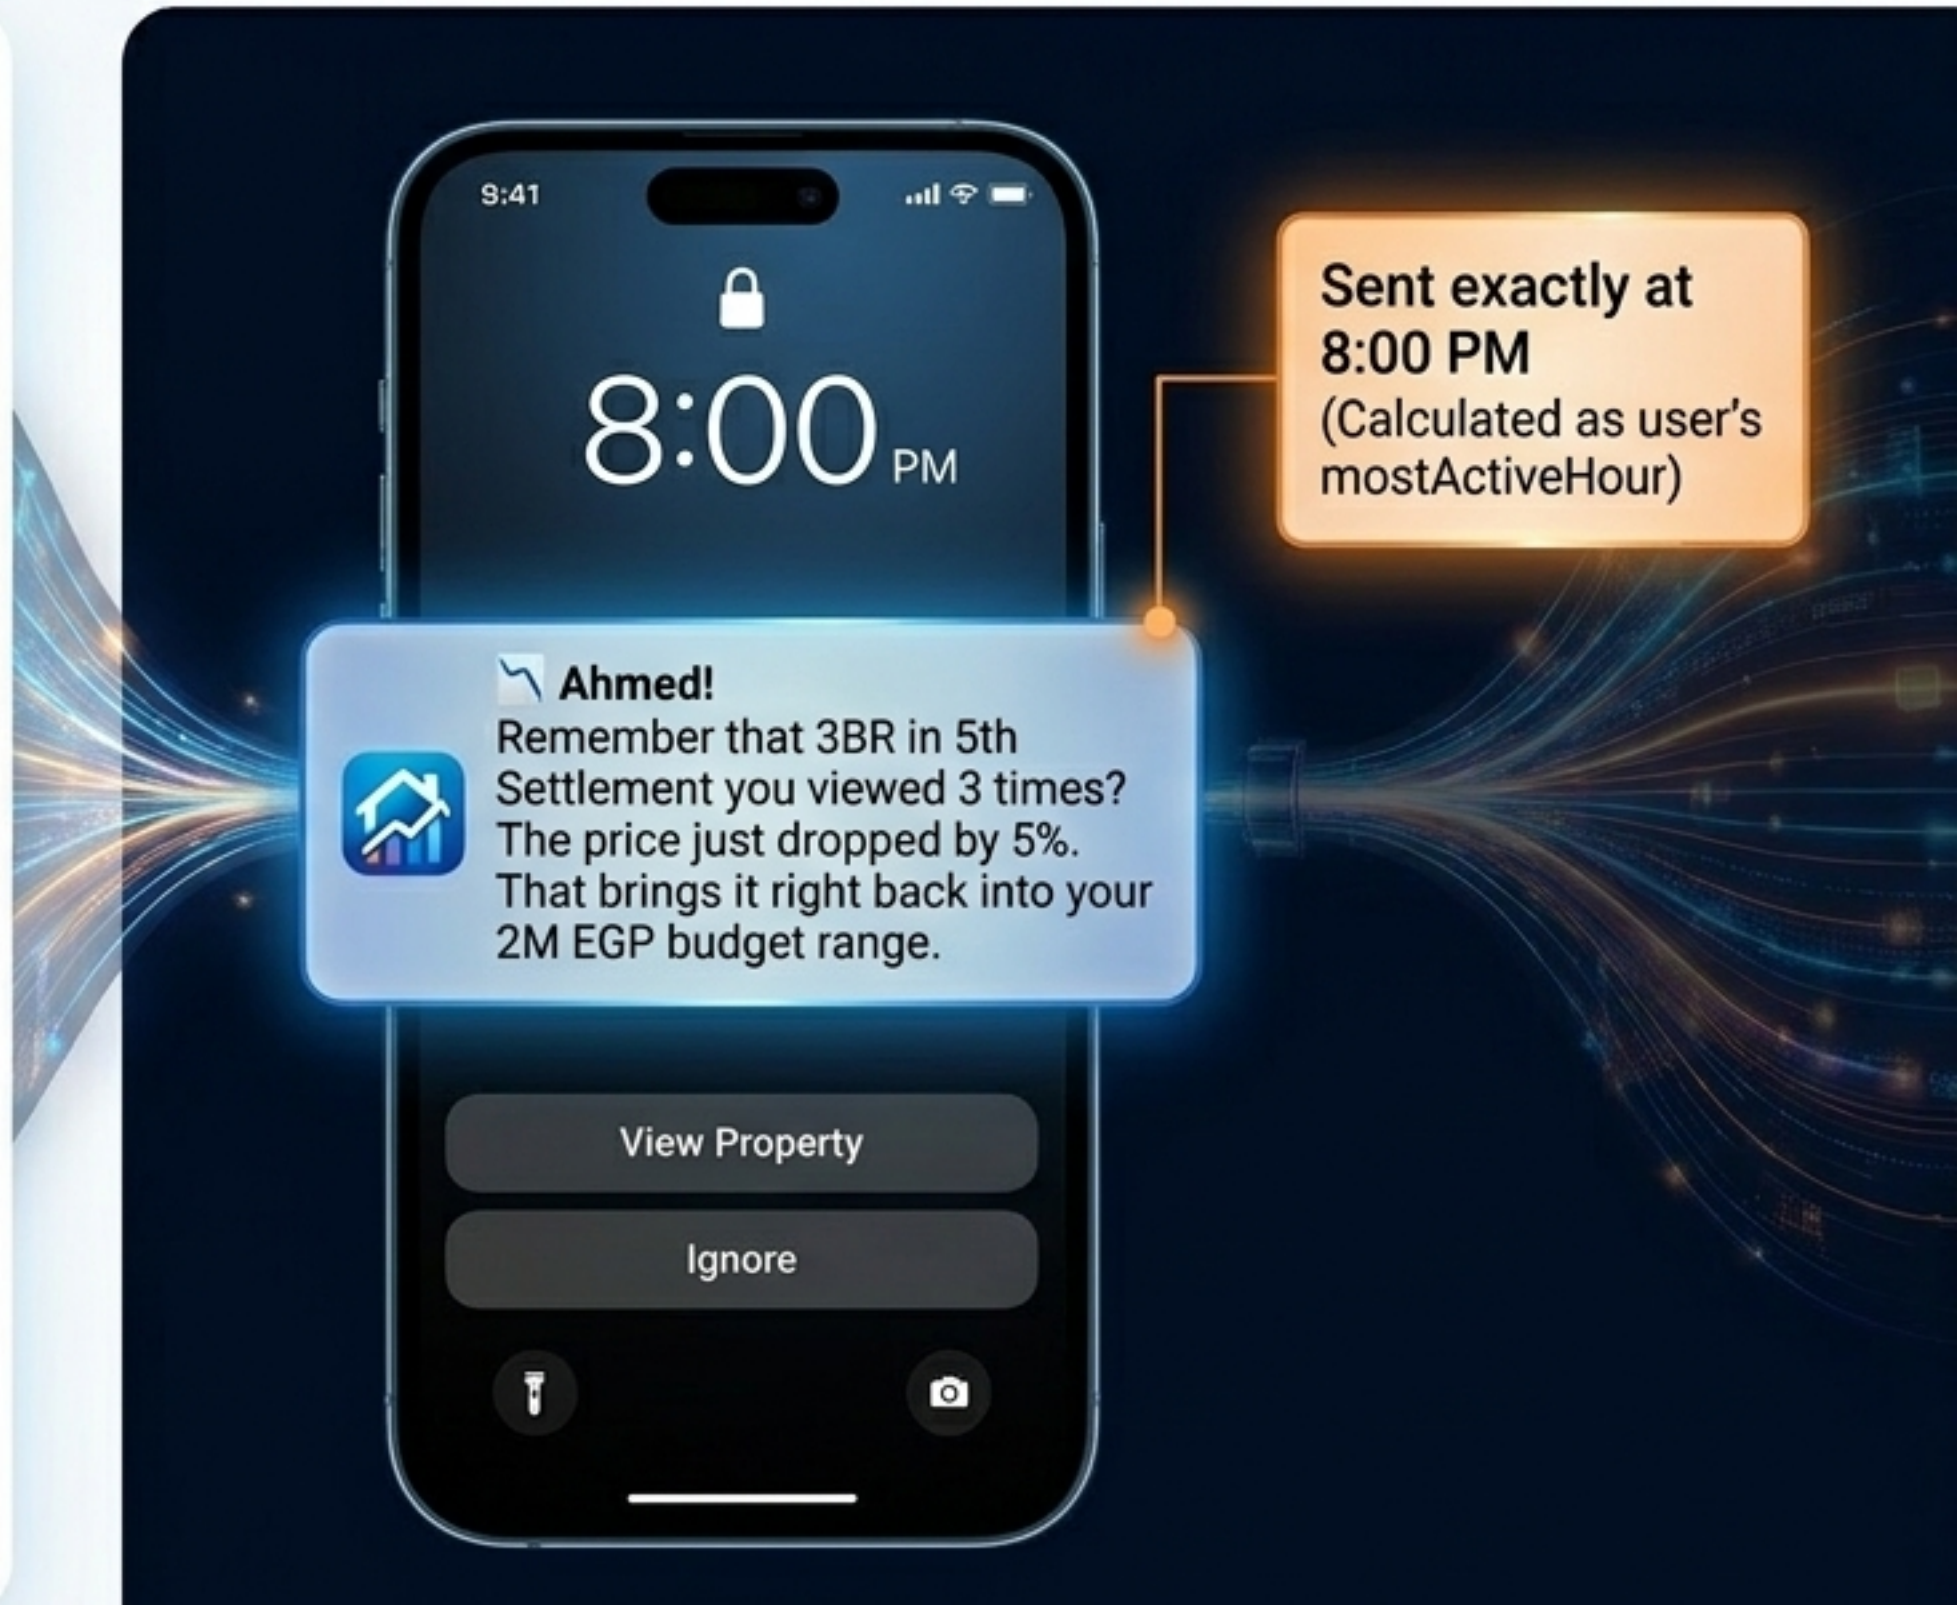 9:41
8:00 PM
Sent exactly at
8:00 PM
(Calculated as user's
mostActiveHour)
📉 Ahmed!
Remember that 3BR in 5th
Settlement you viewed 3 times?
The price just dropped by 5%.
That brings it right back into your
2M EGP budget range.
View Property
Ignore